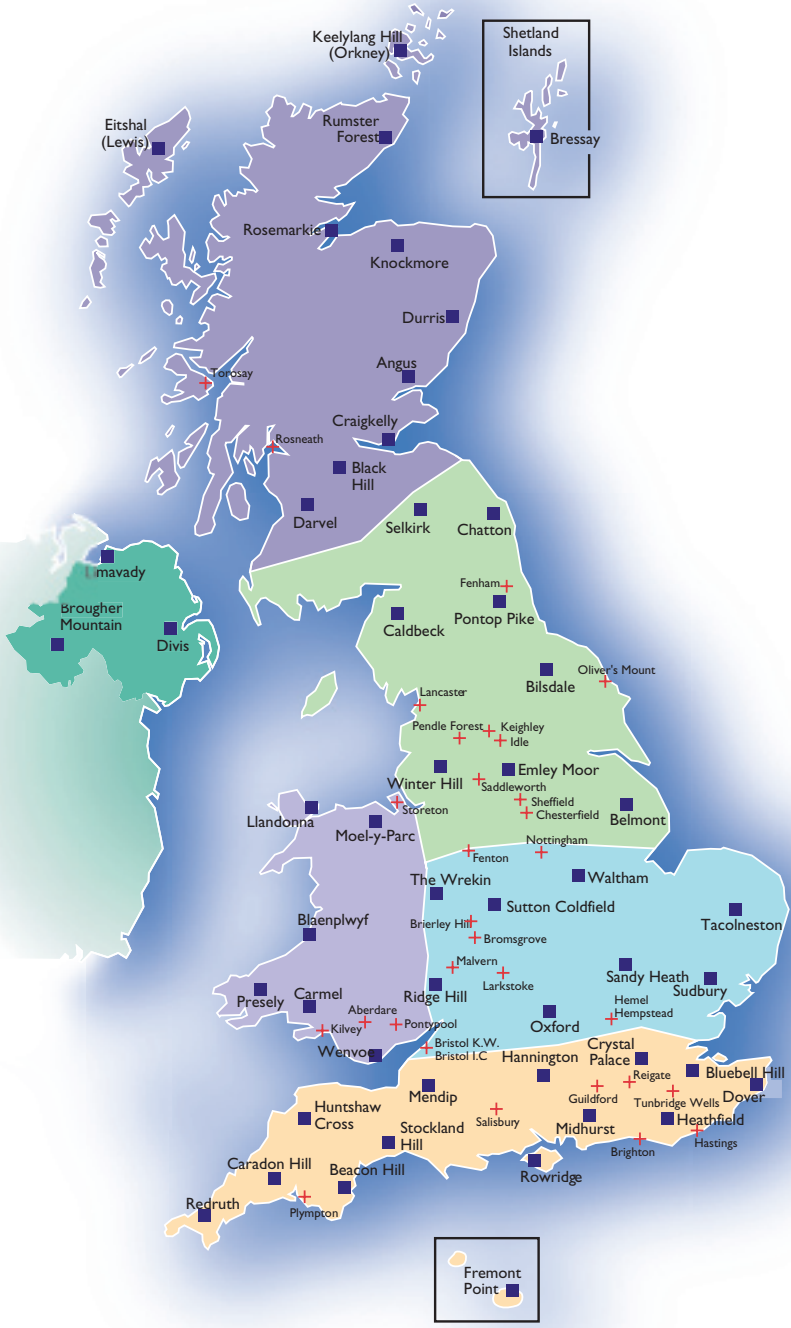 Keelylang Hill
(Orkney)
Shetland
Islands
Bressay
Eitshal
(Lewis)
Rumster
Forest
Rosemarkie
Knockmore
Durris
Angus
Torosay
Craigkelly
Rosneath
Black
Hill
Darvel
Selkirk
Chatton
Brougher
Mountain
Divis
Fenham
Pontop Pike
Caldbeck
Bilsdale
Oliver's Mount
Lancaster
Pendle Forest
Keighley
Idle
Winter Hill
Emley Moor
Saddleworth
Sheffield
Chesterfield
Belmont
Storeton
Llandonna
Moel-y-Parc
Nottingham
Fenton
The Wrekin
Waltham
Sutton Coldfield
Tacolneston
Blaenplwyf
Brierley Hill
Bromsgrove
Malvern
Larkstoke
Sandy Heath
Sudbury
Presely
Carmel
Ridge Hill
Aberdare
Kilvey
Pontypool
Oxford
Hemel
Hempstead
Wenvoe
Bristol K.W.
Bristol I.C
Hannington
Crystal
Palace
Bluebell Hill
Mendip
Reigate
Guildford
Tunbridge Wells
Dover
Huntshaw
Cross
Salisbury
Midhurst
Heathfield
Stockland
Hill
Brighton
Hastings
Caradon Hill
Beacon Hill
Rowridge
Redruth
Plympton
Fremont
Point